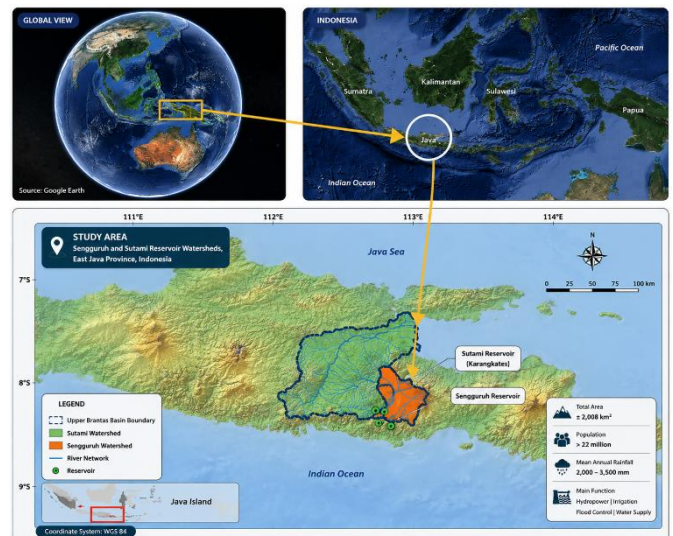 GLOBAL VIEW
Source: Google Earth
INDONESIA
Pacific Ocean
Sumatra
Kalimantan
Sulawesi
Papua
Java
Indian Ocean
111°E
112°E
113°E
114°E
STUDY AREA
Sengguruh and Sutami Reservoir Watersheds,
East Java Province, Indonesia
Java Sea
N
0 25 50 75 100 km
7°S
8°S
9°S
Sutami Reservoir
(Karangkates)
Sengguruh Reservoir
LEGEND
Upper Brantas Basin Boundary
Sutami Watershed
Sengguruh Watershed
River Network
Reservoir
Total Area
± 2,008 km²
Population
> 22 million
Mean Annual Rainfall
2,000 – 3,500 mm
Main Function
Hydropower | Irrigation
Flood Control | Water Supply
Indian Ocean
Java Island
Coordinate System: WGS 84